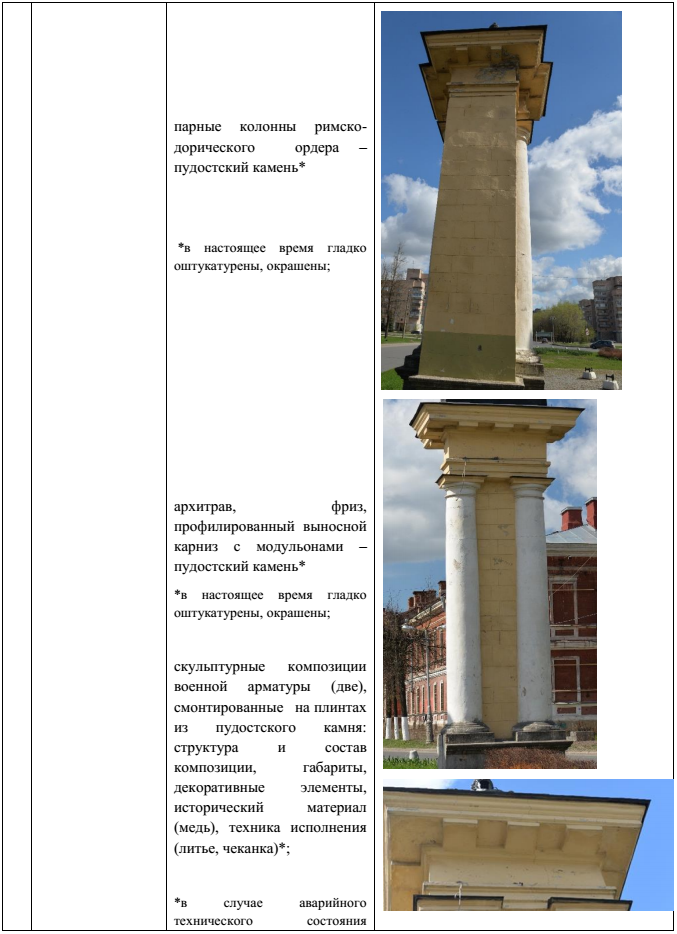 парные колонны римско-
дорического ордера –
пудостский камень*
*в настоящее время гладко
оштукатурены, окрашены;
архитрав, фриз,
профилированный выносной
карниз с модульонами –
пудостский камень*
*в настоящее время гладко
оштукатурены, окрашены;
скульптурные композиции
военной арматуры (две),
смонтированные на плинтах
из пудостского камня:
структура и состав
композиции, габариты,
декоративные элементы,
исторический материал
(медь), техника исполнения
(литье, чеканка)*;
*в случае аварийного
технического состояния